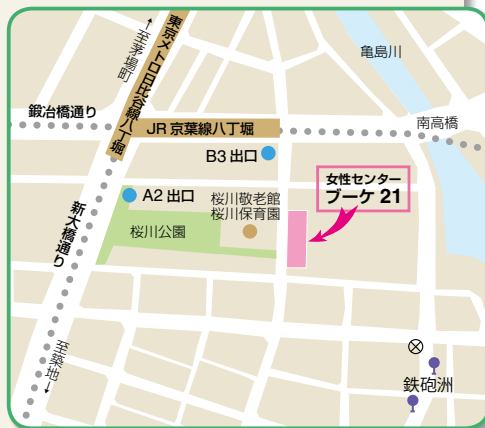 ←至茅場町
東京メトロ日比谷線八丁堀
亀島川
鍛冶橋通り
JR 京葉線八丁堀
南高橋
B3 出口
女性センター
ブーケ 21
A2 出口
桜川敬老館
桜川保育園
桜川公園
新大橋通り
至築地→
鉄砲洲